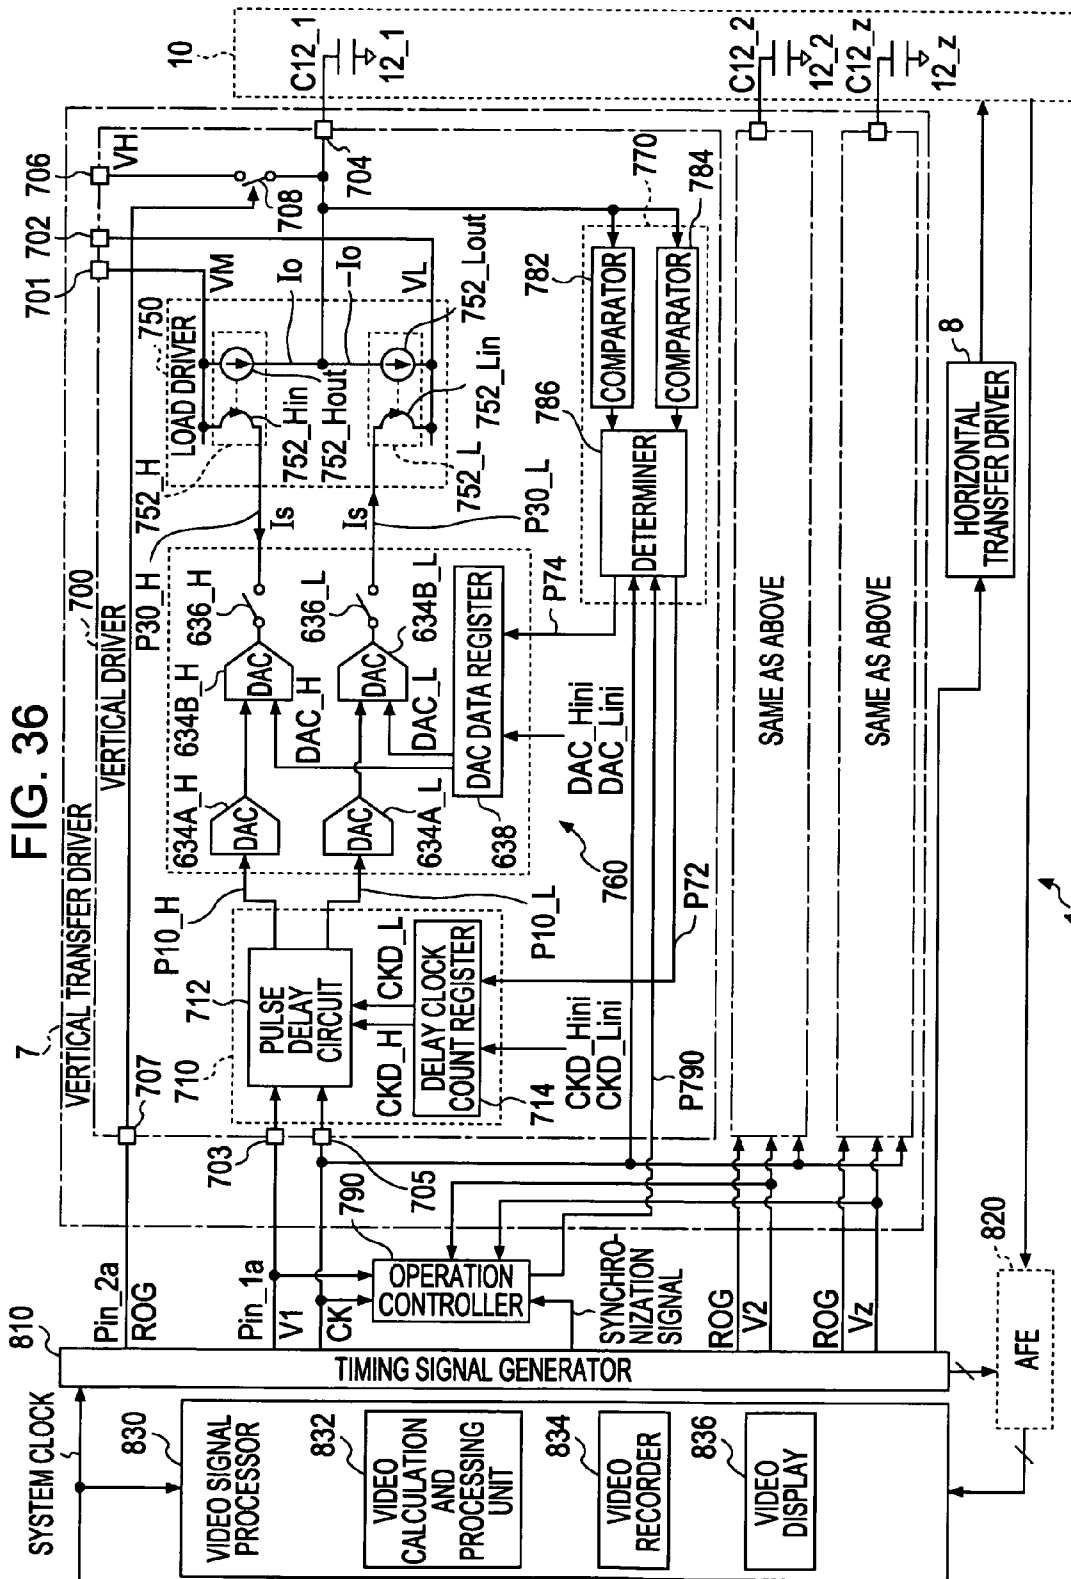 FIG. 36
7
VERTICAL TRANSFER DRIVER
700
VERTICAL DRIVER
701
702
706
10
VM
VH
750
LOAD DRIVER
708
704
C12_1
12_1
C12_2
12_2
C12_z
12_z
752_H
752_Hin
752_Hout
752_L
752_Lin
752_Lout
Io
-Io
VL
P30_H
Is
Is
P30_L
634A_H
DAC
634B_H
DAC
636_H
DAC_H
634A_L
DAC
634B_L
DAC
636_L
DAC_L
DAC DATA REGISTER
638
P74
DAC_Hini
DAC_Lini
760
P10_H
P10_L
710
712
PULSE
DELAY
CIRCUIT
CKD_H
CKD_L
DELAY CLOCK
COUNT REGISTER
714
CKD_Hini
CKD_Lini
P790
P72
770
782
COMPARATOR
784
COMPARATOR
786
DETERMINER
707
703
705
790
OPERATION
CONTROLLER
SYNCHRO-
NIZATION
SIGNAL
Pin_2a
ROG
Pin_1a
V1
CK
ROG
V2
ROG
Vz
SAME AS ABOVE
SAME AS ABOVE
8
HORIZONTAL
TRANSFER DRIVER
810
TIMING SIGNAL GENERATOR
820
AFE
SYSTEM CLOCK
830
VIDEO SIGNAL
PROCESSOR
832
VIDEO
CALCULATION
AND
PROCESSING
UNIT
834
VIDEO
RECORDER
836
VIDEO
DISPLAY